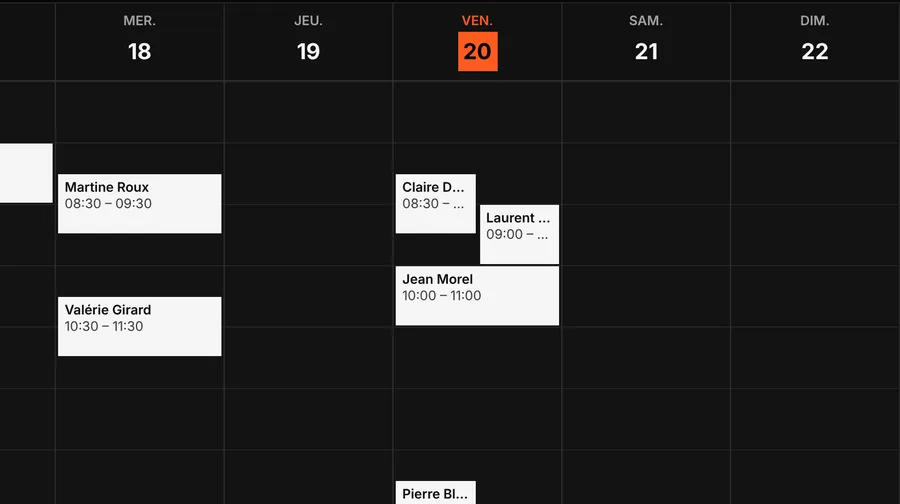 MER.
18
JEU.
19
VEN.
20
SAM.
21
DIM.
22
Martine Roux
08:30 – 09:30
Valérie Girard
10:30 – 11:30
Claire D...
08:30 – ...
Laurent ...
09:00 – ...
Jean Morel
10:00 – 11:00
Pierre Bl...